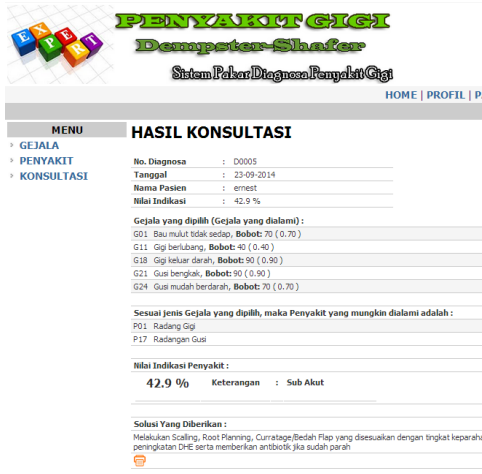 EXPERT
PENYAKIT GIGI
Dempster-Shafer
Sistem Pakar Diagnosa Penyakit Gigi
HOME | PROFIL | P
MENU
GEJALA
PENYAKIT
KONSULTASI
HASIL KONSULTASI
No. Diagnosa : D0005
Tanggal : 23-09-2014
Nama Pasien : ernest
Nilai Indikasi : 42.9 %
Gejala yang dipilih (Gejala yang dialami) :
G01 Bau mulut tidak sedap, Bobot: 70 ( 0.70 )
G11 Gigi berlubang, Bobot: 40 ( 0.40 )
G18 Gigi keluar darah, Bobot: 90 ( 0.90 )
G21 Gusi bengkak, Bobot: 90 ( 0.90 )
G24 Gusi mudah berdarah, Bobot: 70 ( 0.70 )
Sesuai jenis Gejala yang dipilih, maka Penyakit yang mungkin dialami adalah :
P01 Radang Gigi
P17 Radangan Gusi
Nilai Indikasi Penyakit :
42.9 % Keterangan : Sub Akut
Solusi Yang Diberikan :
Melakukan Scalling, Root Planning, Curratage/Bedah Flap yang disesuaikan dengan tingkat keparaha
peningkatan DHE serta memberikan antibiotik jika sudah parah